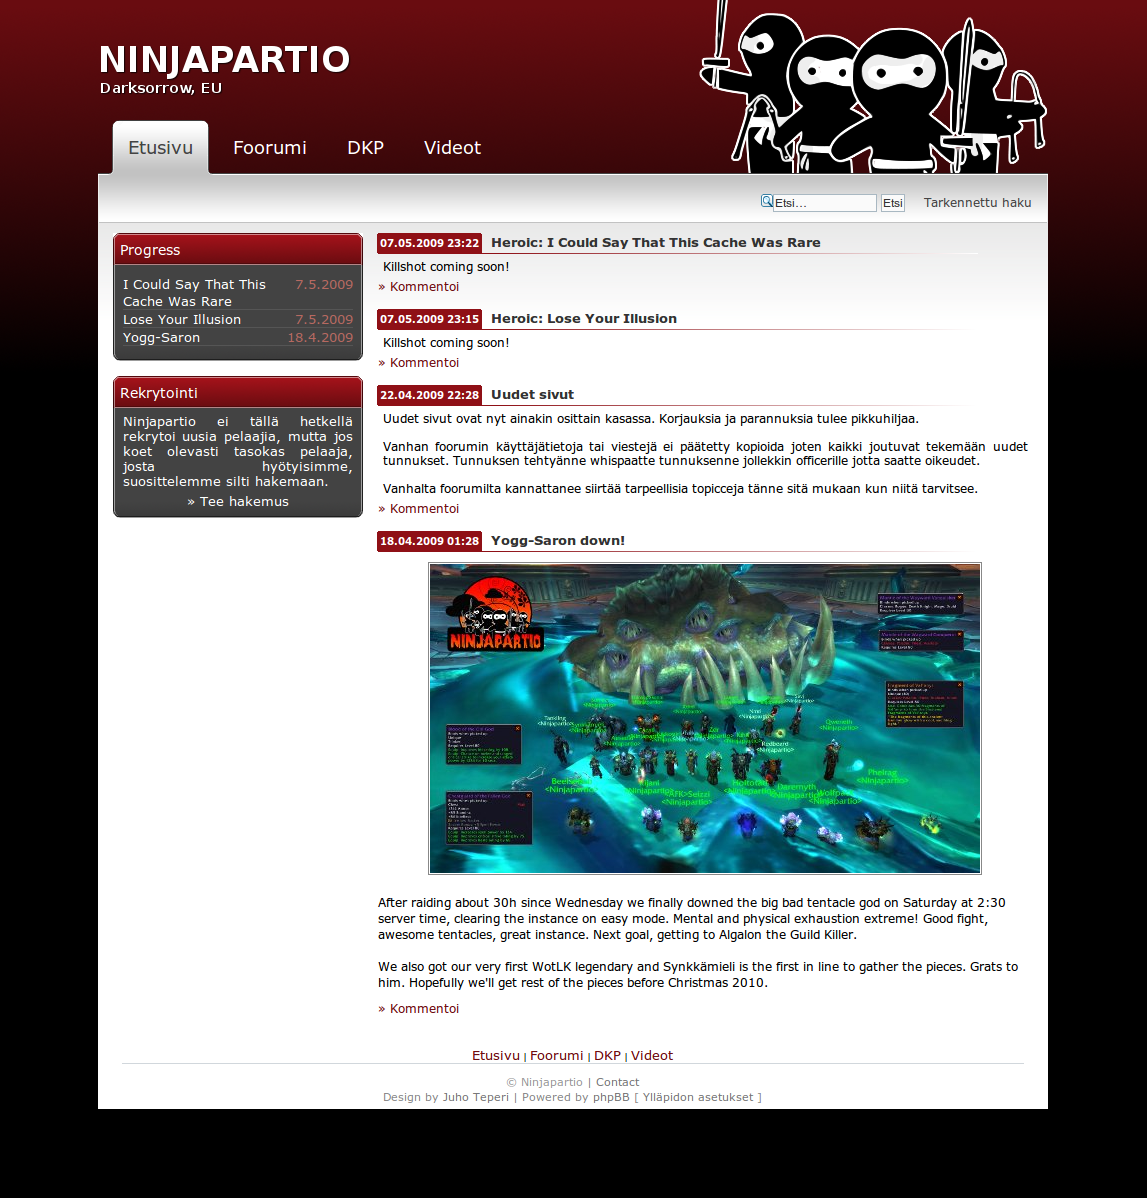 NINJAPARTIO
Darksorrow, EU
Etusivu Foorumi DKP Videot
Etsi… Etsi Tarkennettu haku
Progress
I Could Say That This 7.5.2009
Cache Was Rare
Lose Your Illusion 7.5.2009
Yogg-Saron 18.4.2009
Rekrytointi
Ninjapartio ei tällä hetkellä
rekrytoi uusia pelaajia, mutta jos
koet olevasti tasokas pelaaja,
josta hyötyisimme,
suosittelemme silti hakemaan.
» Tee hakemus
07.05.2009 23:22 Heroic: I Could Say That This Cache Was Rare
Killshot coming soon!
» Kommentoi
07.05.2009 23:15 Heroic: Lose Your Illusion
Killshot coming soon!
» Kommentoi
22.04.2009 22:28 Uudet sivut
Uudet sivut ovat nyt ainakin osittain kasassa. Korjauksia ja parannuksia tulee pikkuhiljaa.
Vanhan foorumin käyttäjätietoja tai viestejä ei päätetty kopioida joten kaikki joutuvat tekemään uudet
tunnukset. Tunnuksen tehtyänne whispaatte tunnuksenne jollekkin officerille jotta saatte oikeudet.
Vanhalta foorumilta kannattanee siirtää tarpeellisia topicceja tänne sitä mukaan kun niitä tarvitsee.
» Kommentoi
18.04.2009 01:28 Yogg-Saron down!
NINJAPARTIO
After raiding about 30h since Wednesday we finally downed the big bad tentacle god on Saturday at 2:30
server time, clearing the instance on easy mode. Mental and physical exhaustion extreme! Good fight,
awesome tentacles, great instance. Next goal, getting to Algalon the Guild Killer.
We also got our very first WotLK legendary and Synkkämieli is the first in line to gather the pieces. Grats to
him. Hopefully we'll get rest of the pieces before Christmas 2010.
» Kommentoi
Etusivu | Foorumi | DKP | Videot
© Ninjapartio | Contact
Design by Juho Teperi | Powered by phpBB [ Ylläpidon asetukset ]